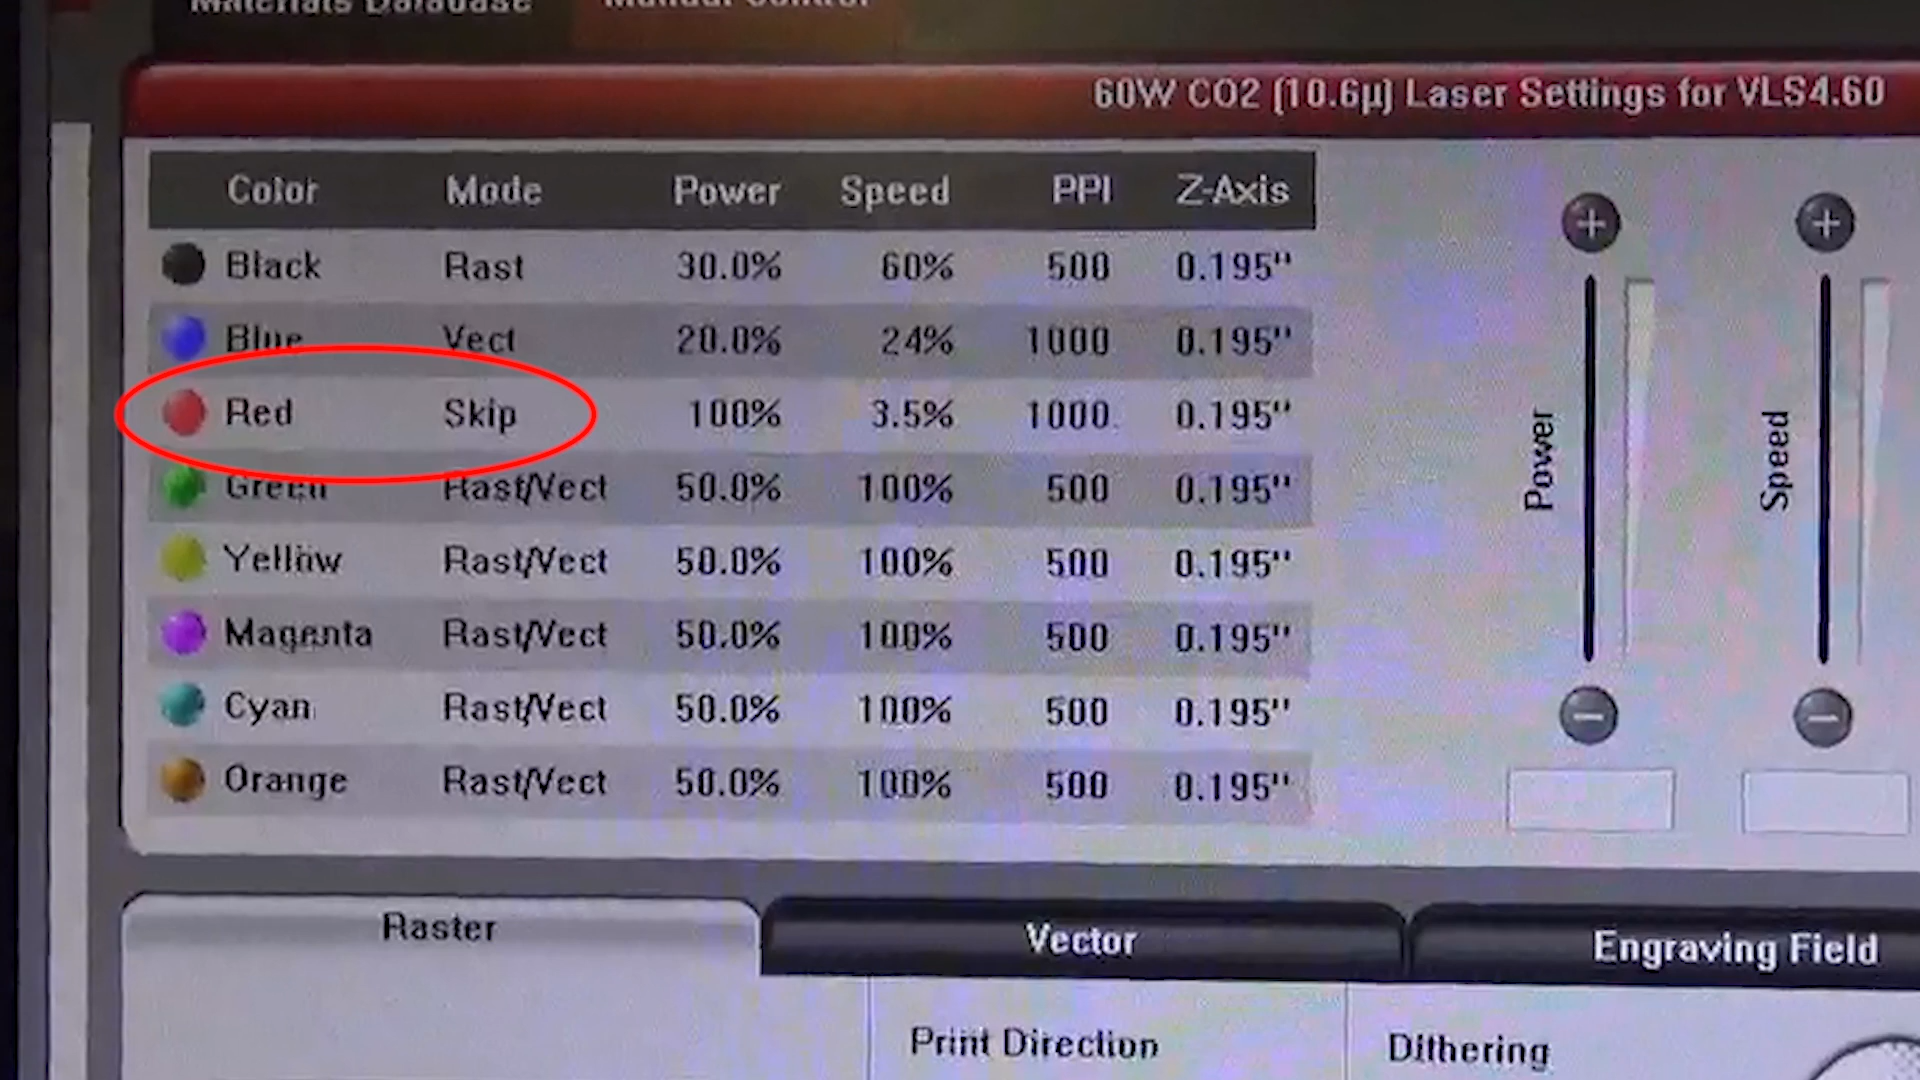 Materials Database Manual Control
60W CO2 (10.6µ) Laser Settings for VLS4.60
Color Mode Power Speed PPI Z-Axis
Black Rast 30.0% 60% 500 0.195"
Blue Vect 20.0% 24% 1000 0.195"
Red Skip 100% 3.5% 1000 0.195"
Green Rast/Vect 50.0% 100% 500 0.195"
Yellow Rast/Vect 50.0% 100% 500 0.195"
Magenta Rast/Vect 50.0% 100% 500 0.195"
Cyan Rast/Vect 50.0% 100% 500 0.195"
Orange Rast/Vect 50.0% 100% 500 0.195"
Power
Speed
Raster Vector Engraving Field
Print Direction Dithering